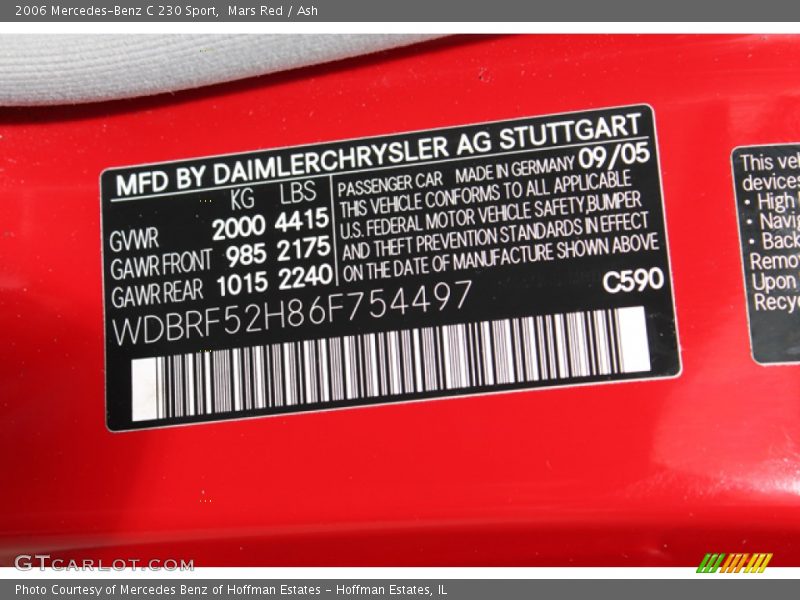 2006 Mercedes-Benz C 230 Sport, Mars Red / Ash
MFD BY DAIMLERCHRYSLER AG STUTTGART
KG LBS
GVWR 2000 4415
GAWR FRONT 985 2175
GAWR REAR 1015 2240
PASSENGER CAR MADE IN GERMANY 09/05
THIS VEHICLE CONFORMS TO ALL APPLICABLE
U.S. FEDERAL MOTOR VEHICLE SAFETY BUMPER
AND THEFT PREVENTION STANDARDS IN EFFECT
ON THE DATE OF MANUFACTURE SHOWN ABOVE
C590
WDBRF52H86F754497
This veh
devices
• High
• Navig
• Back
Remo
Upon
Recyc
GTCARLOT.COM
Photo Courtesy of Mercedes Benz of Hoffman Estates - Hoffman Estates, IL